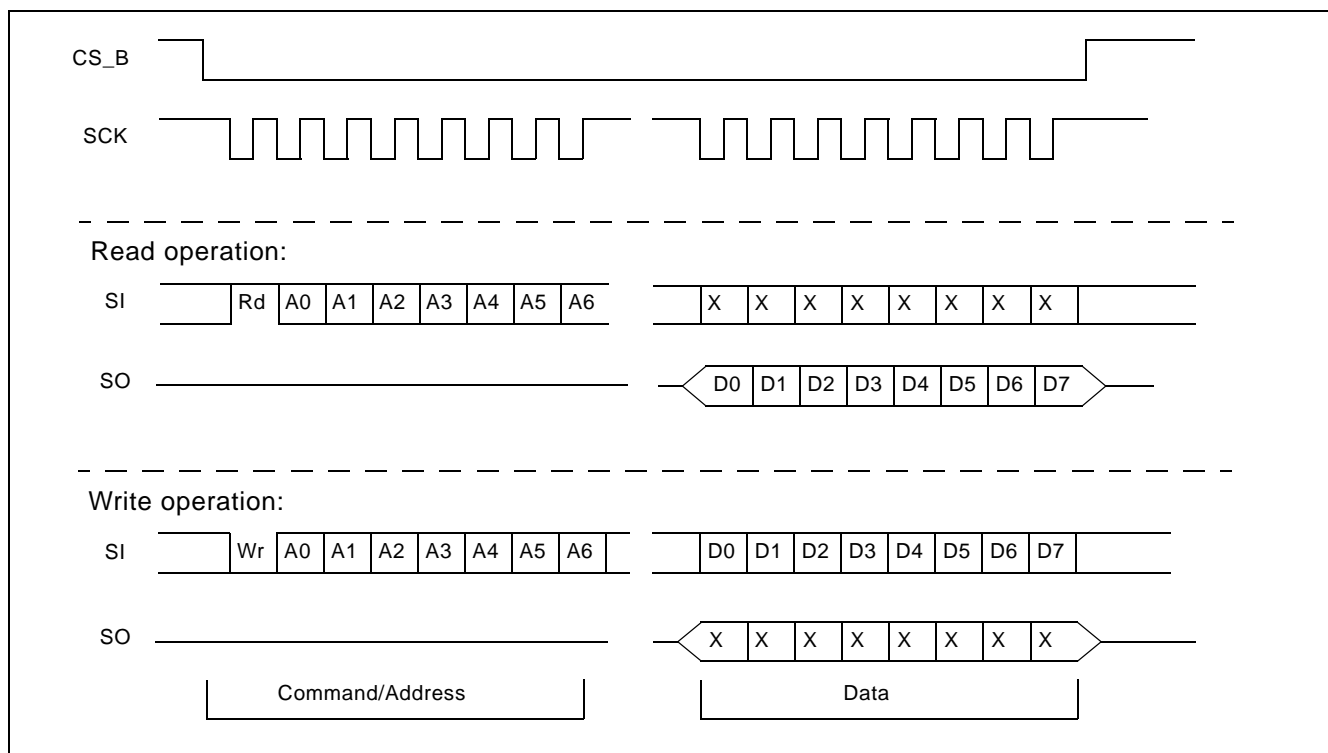 CS_B
SCK
Read operation:
SI Rd A0 A1 A2 A3 A4 A5 A6 X X X X X X X X
SO D0 D1 D2 D3 D4 D5 D6 D7
Write operation:
SI Wr A0 A1 A2 A3 A4 A5 A6 D0 D1 D2 D3 D4 D5 D6 D7
SO X X X X X X X X
Command/Address Data